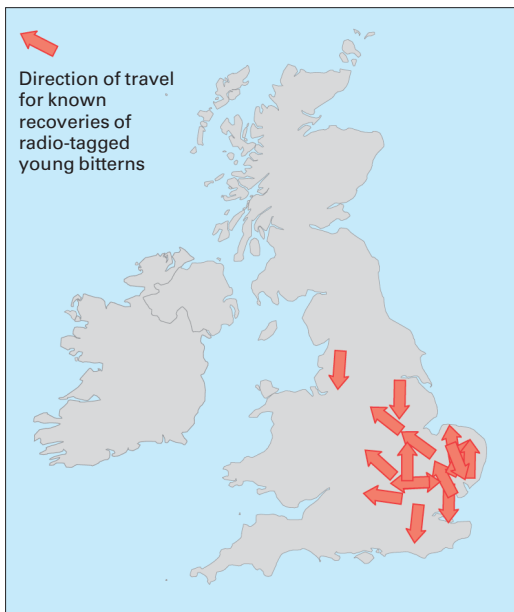 Direction of travel
for known
recoveries of
radio-tagged
young bitterns